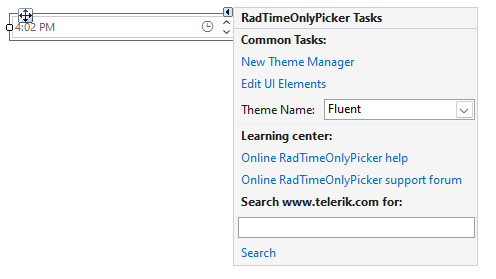 4:02 PM
RadTimeOnlyPicker Tasks
Common Tasks:
New Theme Manager
Edit UI Elements
Theme Name: Fluent
Learning center:
Online RadTimeOnlyPicker help
Online RadTimeOnlyPicker support forum
Search www.telerik.com for:
Search